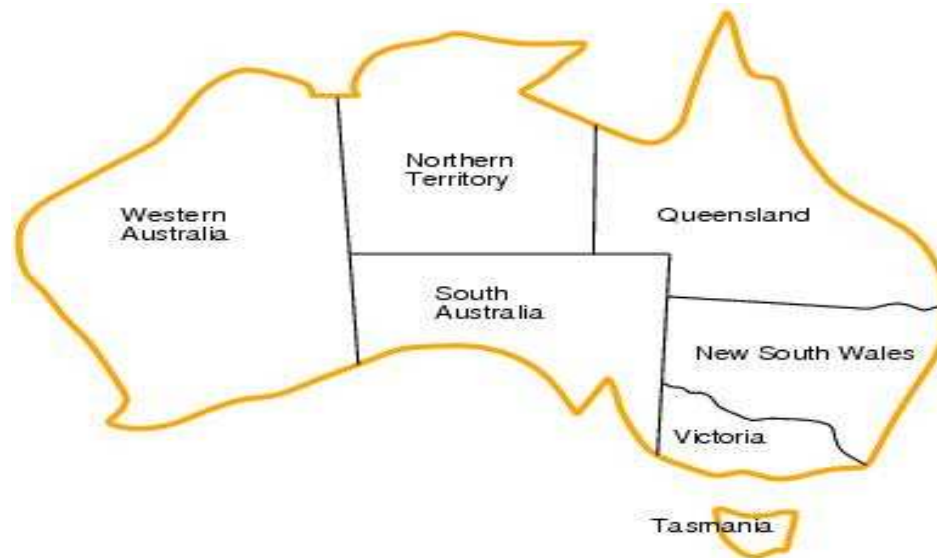 Northern
Territory
Western
Australia
Queensland
South
Australia
New South Wales
Victoria
Tasmania